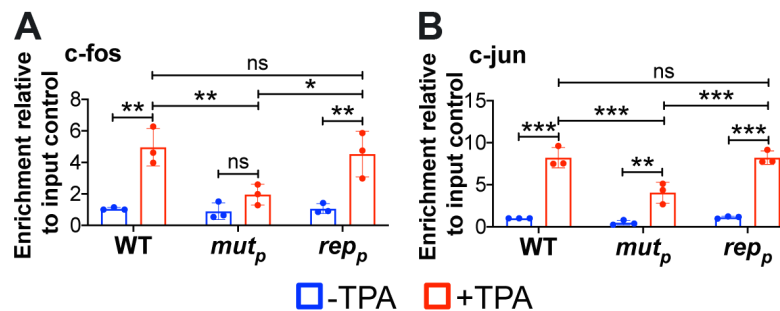 A
c-fos
Enrichment relative
to input control
8
6
4
2
0
ns
**
*
**
ns
**
WT
mutp
repp
B
c-jun
Enrichment relative
to input control
15
10
5
0
ns
***
***
***
**
***
WT
mutp
repp
-TPA
+TPA